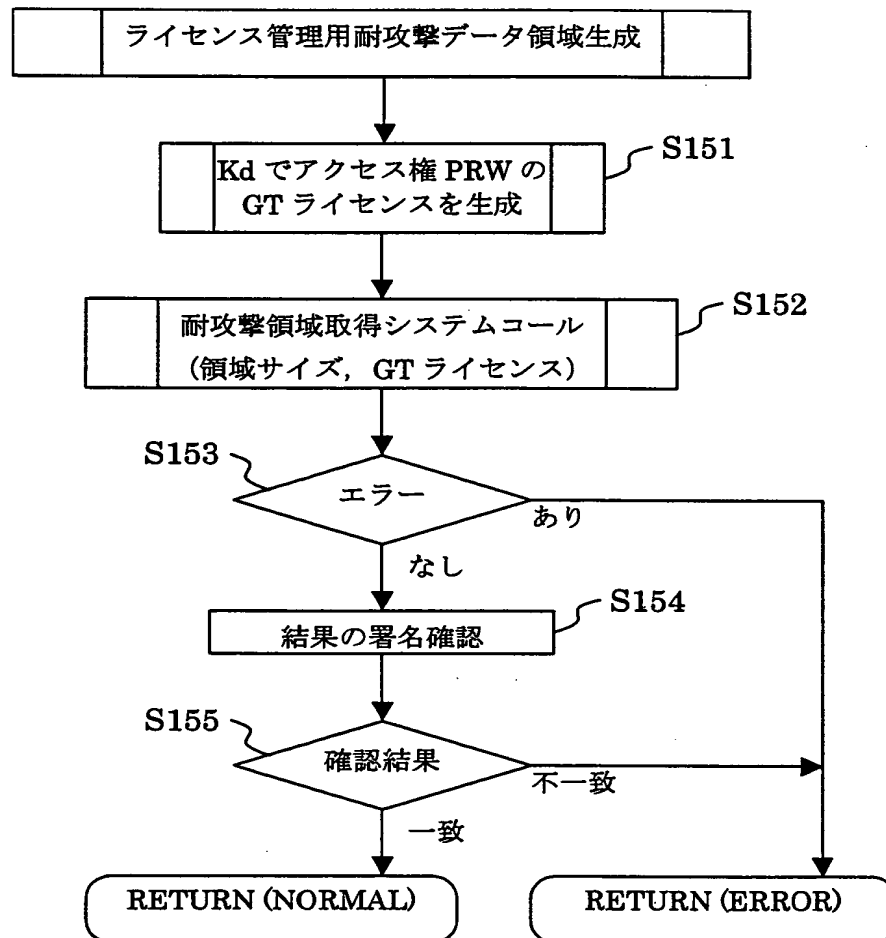 ライセンス管理用耐攻撃データ領域生成
S151
Kd でアクセス権 PRW の
GT ライセンスを生成
S152
耐攻撃領域取得システムコール
(領域サイズ, GT ライセンス)
S153
エラー
あり
なし
S154
結果の署名確認
S155
確認結果
不一致
一致
RETURN (NORMAL)
RETURN (ERROR)